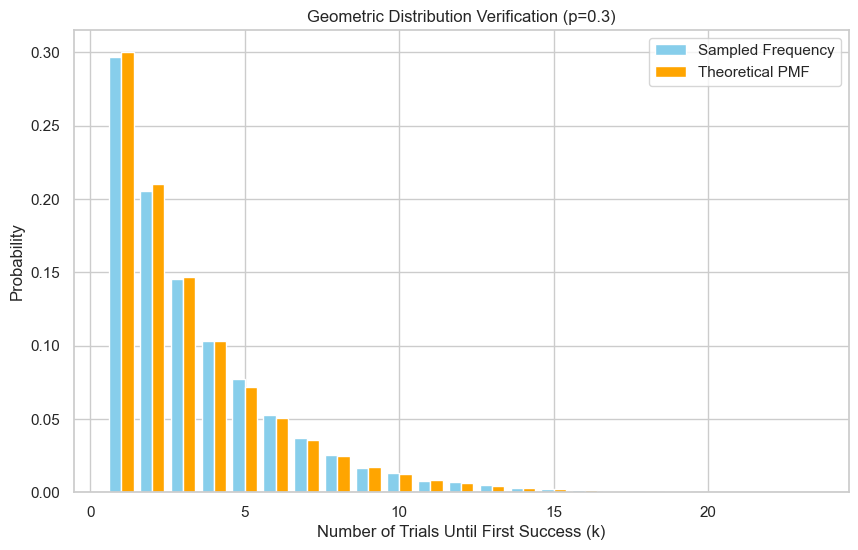 Geometric Distribution Verification (p=0.3)
Sampled Frequency
Theoretical PMF
Probability
0.30
0.25
0.20
0.15
0.10
0.05
0.00
0
5
10
15
20
Number of Trials Until First Success (k)